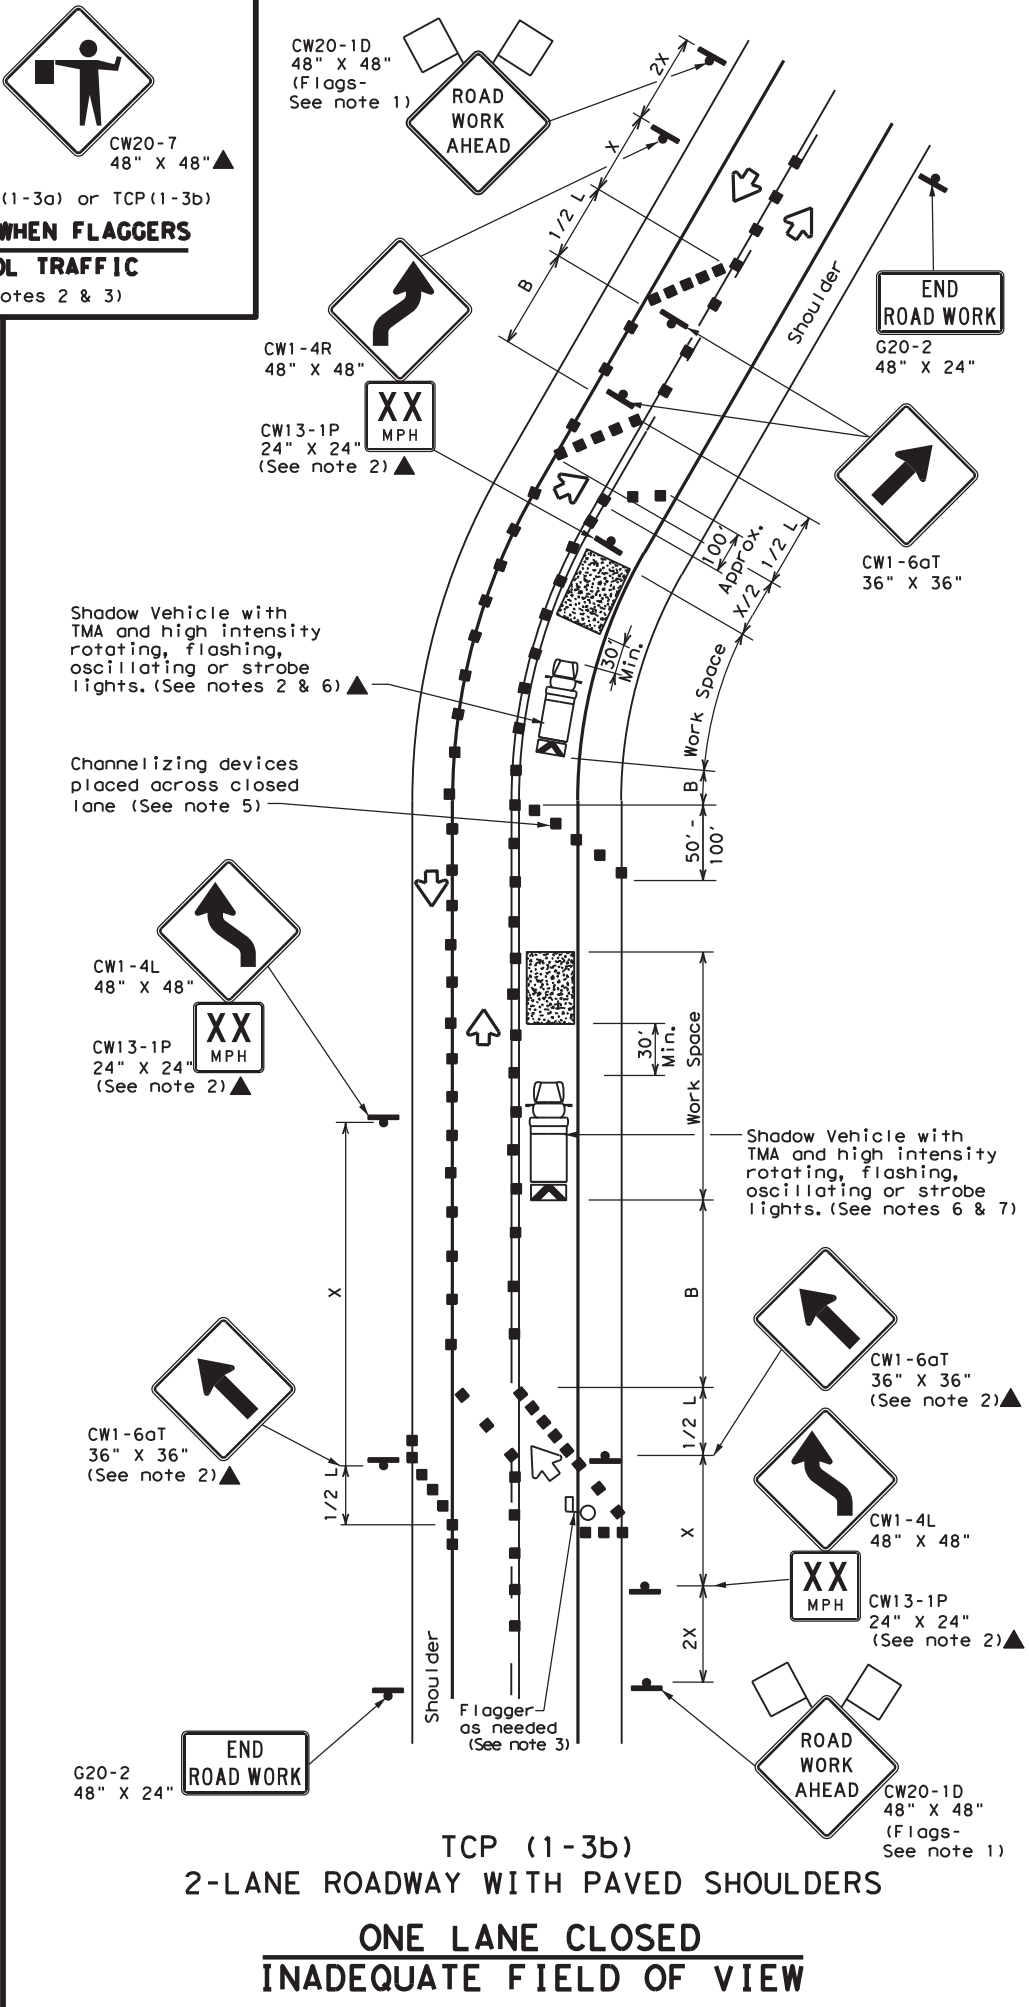 CW20-7
48" X 48"
(1-3a) or TCP(1-3b)
WHEN FLAGGERS
OL TRAFFIC
otes 2 & 3)
CW20-1D
48" X 48"
(Flags-
See note 1)
ROAD
WORK
AHEAD
2X
X
1/2 L
B
CW1-4R
48" X 48"
XX
MPH
CW13-1P
24" X 24"
(See note 2)
Shoulder
END
ROAD WORK
G20-2
48" X 24"
CW1-6aT
36" X 36"
100'
Approx.
1/2 L
X/2
30'
Min.
Work Space
B
50'-
100'
Shadow Vehicle with
TMA and high intensity
rotating, flashing,
oscillating or strobe
lights. (See notes 2 & 6)
Channelizing devices
placed across closed
lane (See note 5)
CW1-4L
48" X 48"
XX
MPH
CW13-1P
24" X 24"
(See note 2)
30'
Min.
Work Space
Shadow Vehicle with
TMA and high intensity
rotating, flashing,
oscillating or strobe
lights. (See notes 6 & 7)
X
B
CW1-6aT
36" X 36"
(See note 2)
1/2 L
CW1-6aT
36" X 36"
(See note 2)
1/2 L
X
CW1-4L
48" X 48"
XX
MPH
CW13-1P
24" X 24"
(See note 2)
2X
Shoulder
Flagger
as needed
(See note 3)
END
ROAD WORK
G20-2
48" X 24"
ROAD
WORK
AHEAD
CW20-1D
48" X 48"
(Flags-
See note 1)
TCP (1-3b)
2-LANE ROADWAY WITH PAVED SHOULDERS
ONE LANE CLOSED
INADEQUATE FIELD OF VIEW